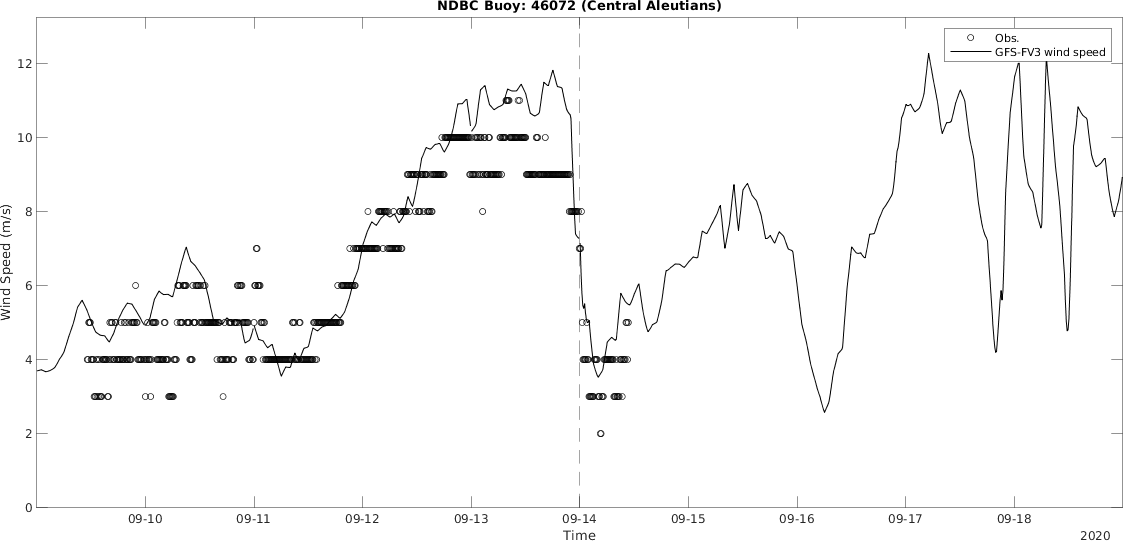 NDBC Buoy: 46072 (Central Aleutians)
Obs.
GFS-FV3 wind speed
Wind Speed (m/s)
12
10
8
6
4
2
0
09-10 09-11 09-12 09-13 09-14 09-15 09-16 09-17 09-18
Time
2020